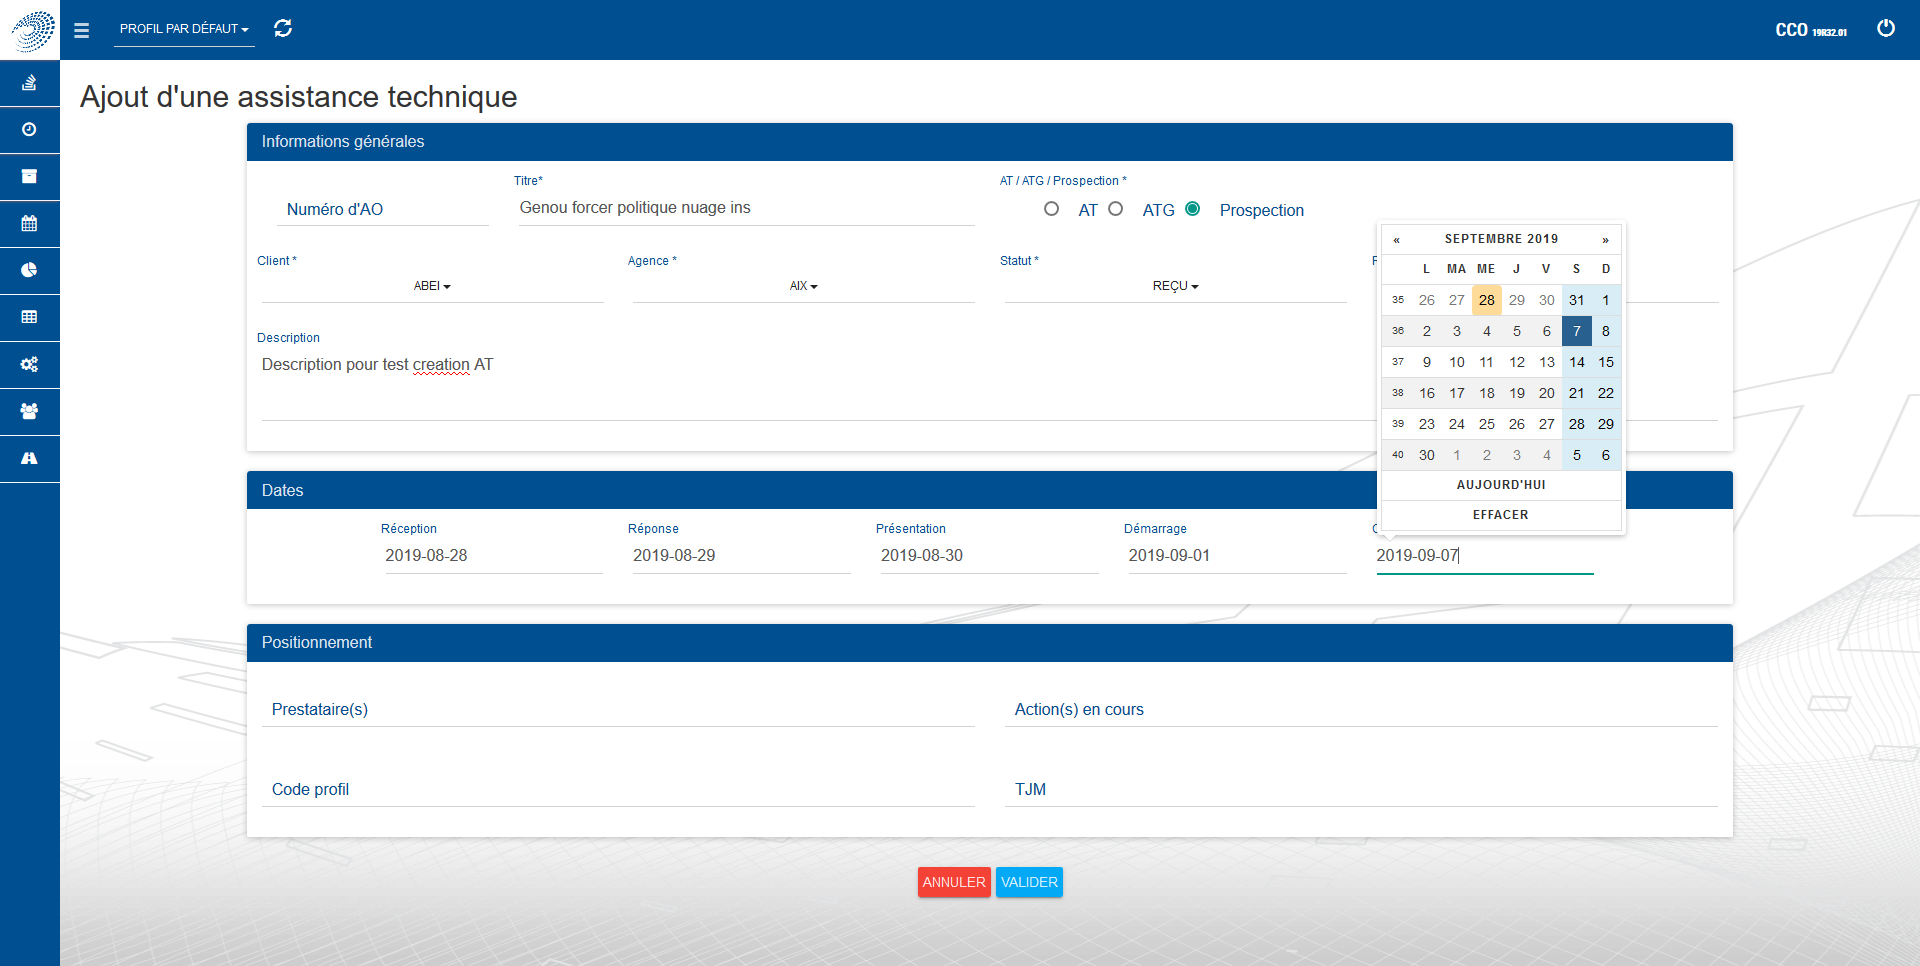 PROFIL PAR DÉFAUT
CCO 19R32.01
Ajout d'une assistance technique
Informations générales
Titre*
AT / ATG / Prospection *
Numéro d'AO
Genou forcer politique nuage ins
AT
ATG
Prospection
Client *
Agence *
Statut *
ABEI
AIX
REÇU
Description
Description pour test creation AT
« SEPTEMBRE 2019 »
L MA ME J V S D
35 26 27 28 29 30 31 1
36 2 3 4 5 6 7 8
37 9 10 11 12 13 14 15
38 16 17 18 19 20 21 22
39 23 24 25 26 27 28 29
40 30 1 2 3 4 5 6
AUJOURD'HUI
EFFACER
Dates
Réception
Réponse
Présentation
Démarrage
2019-08-28
2019-08-29
2019-08-30
2019-09-01
2019-09-07
Positionnement
Prestataire(s)
Action(s) en cours
Code profil
TJM
ANNULER
VALIDER